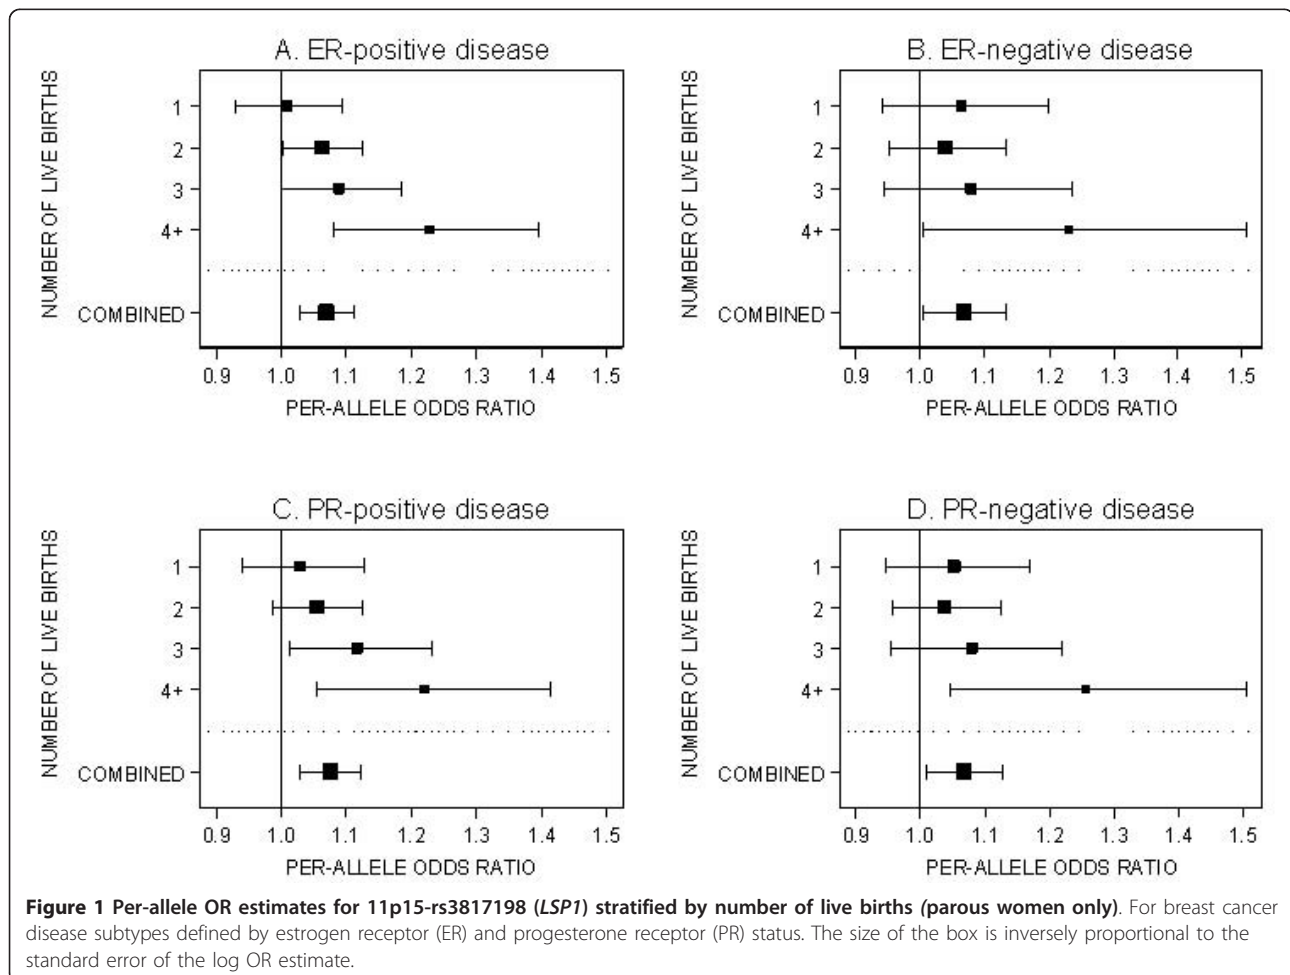 A. ER-positive disease
NUMBER OF LIVE BIRTHS
1
2
3
4+
COMBINED
0.9 1.0 1.1 1.2 1.3 1.4 1.5
PER-ALLELE ODDS RATIO
B. ER-negative disease
NUMBER OF LIVE BIRTHS
1
2
3
4+
COMBINED
0.9 1.0 1.1 1.2 1.3 1.4 1.5
PER-ALLELE ODDS RATIO
C. PR-positive disease
NUMBER OF LIVE BIRTHS
1
2
3
4+
COMBINED
0.9 1.0 1.1 1.2 1.3 1.4 1.5
PER-ALLELE ODDS RATIO
D. PR-negative disease
NUMBER OF LIVE BIRTHS
1
2
3
4+
COMBINED
0.9 1.0 1.1 1.2 1.3 1.4 1.5
PER-ALLELE ODDS RATIO
Figure 1 Per-allele OR estimates for 11p15-rs3817198 (LSP1) stratified by number of live births (parous women only). For breast cancer
disease subtypes defined by estrogen receptor (ER) and progesterone receptor (PR) status. The size of the box is inversely proportional to the
standard error of the log OR estimate.